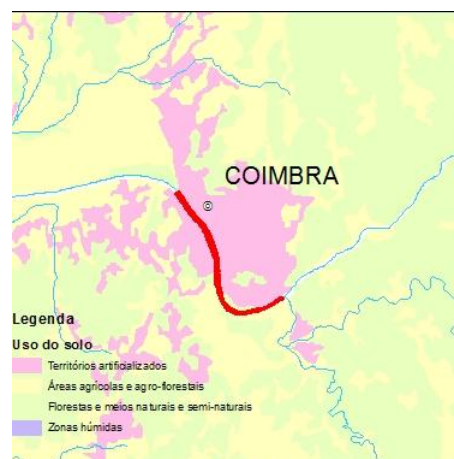 COIMBRA
Legenda
Uso do solo
Territórios artificializados
Áreas agrícolas e agro-florestais
Florestas e meios naturais e semi-naturais
Zonas húmidas